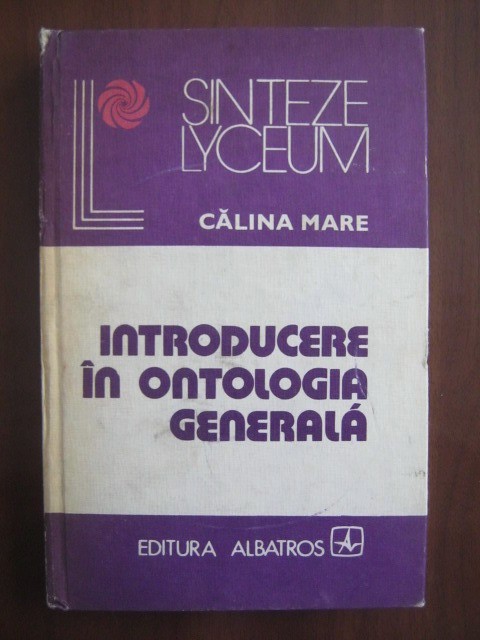 SINTEZE
LYCEUM
CĂLINA MARE
INTRODUCERE
ÎN ONTOLOGIA
GENERALĂ
EDITURA ALBATROS